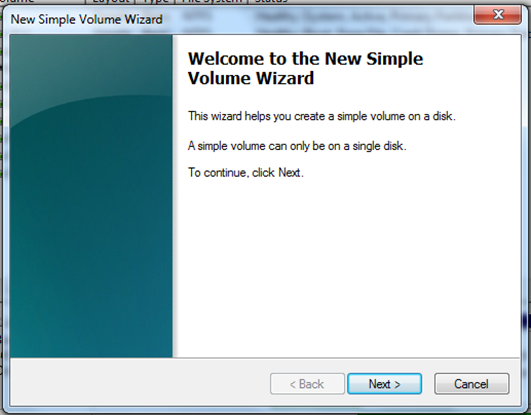 Layout Type File System Status
New Simple Volume Wizard
Welcome to the New Simple
Volume Wizard
This wizard helps you create a simple volume on a disk.
A simple volume can only be on a single disk.
To continue, click Next.
< Back
Next >
Cancel